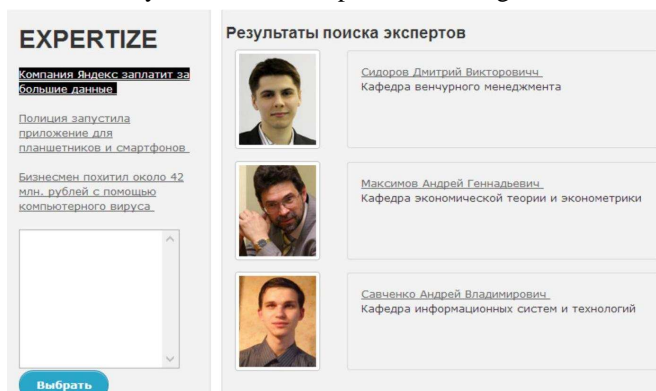 EXPERTIZE
Компания Яндекс заплатит за
большие данные
Полиция запустила
приложение для
планшетников и смартфонов
Бизнесмен похитил около 42
млн. рублей с помощью
компьютерного вируса
Выбрать
Результаты поиска экспертов
Сидоров Дмитрий Викторовичч
Кафедра венчурного менеджмента
Максимов Андрей Геннадьевич
Кафедра экономической теории и эконометрики
Савченко Андрей Владимирович
Кафедра информационных систем и технологий